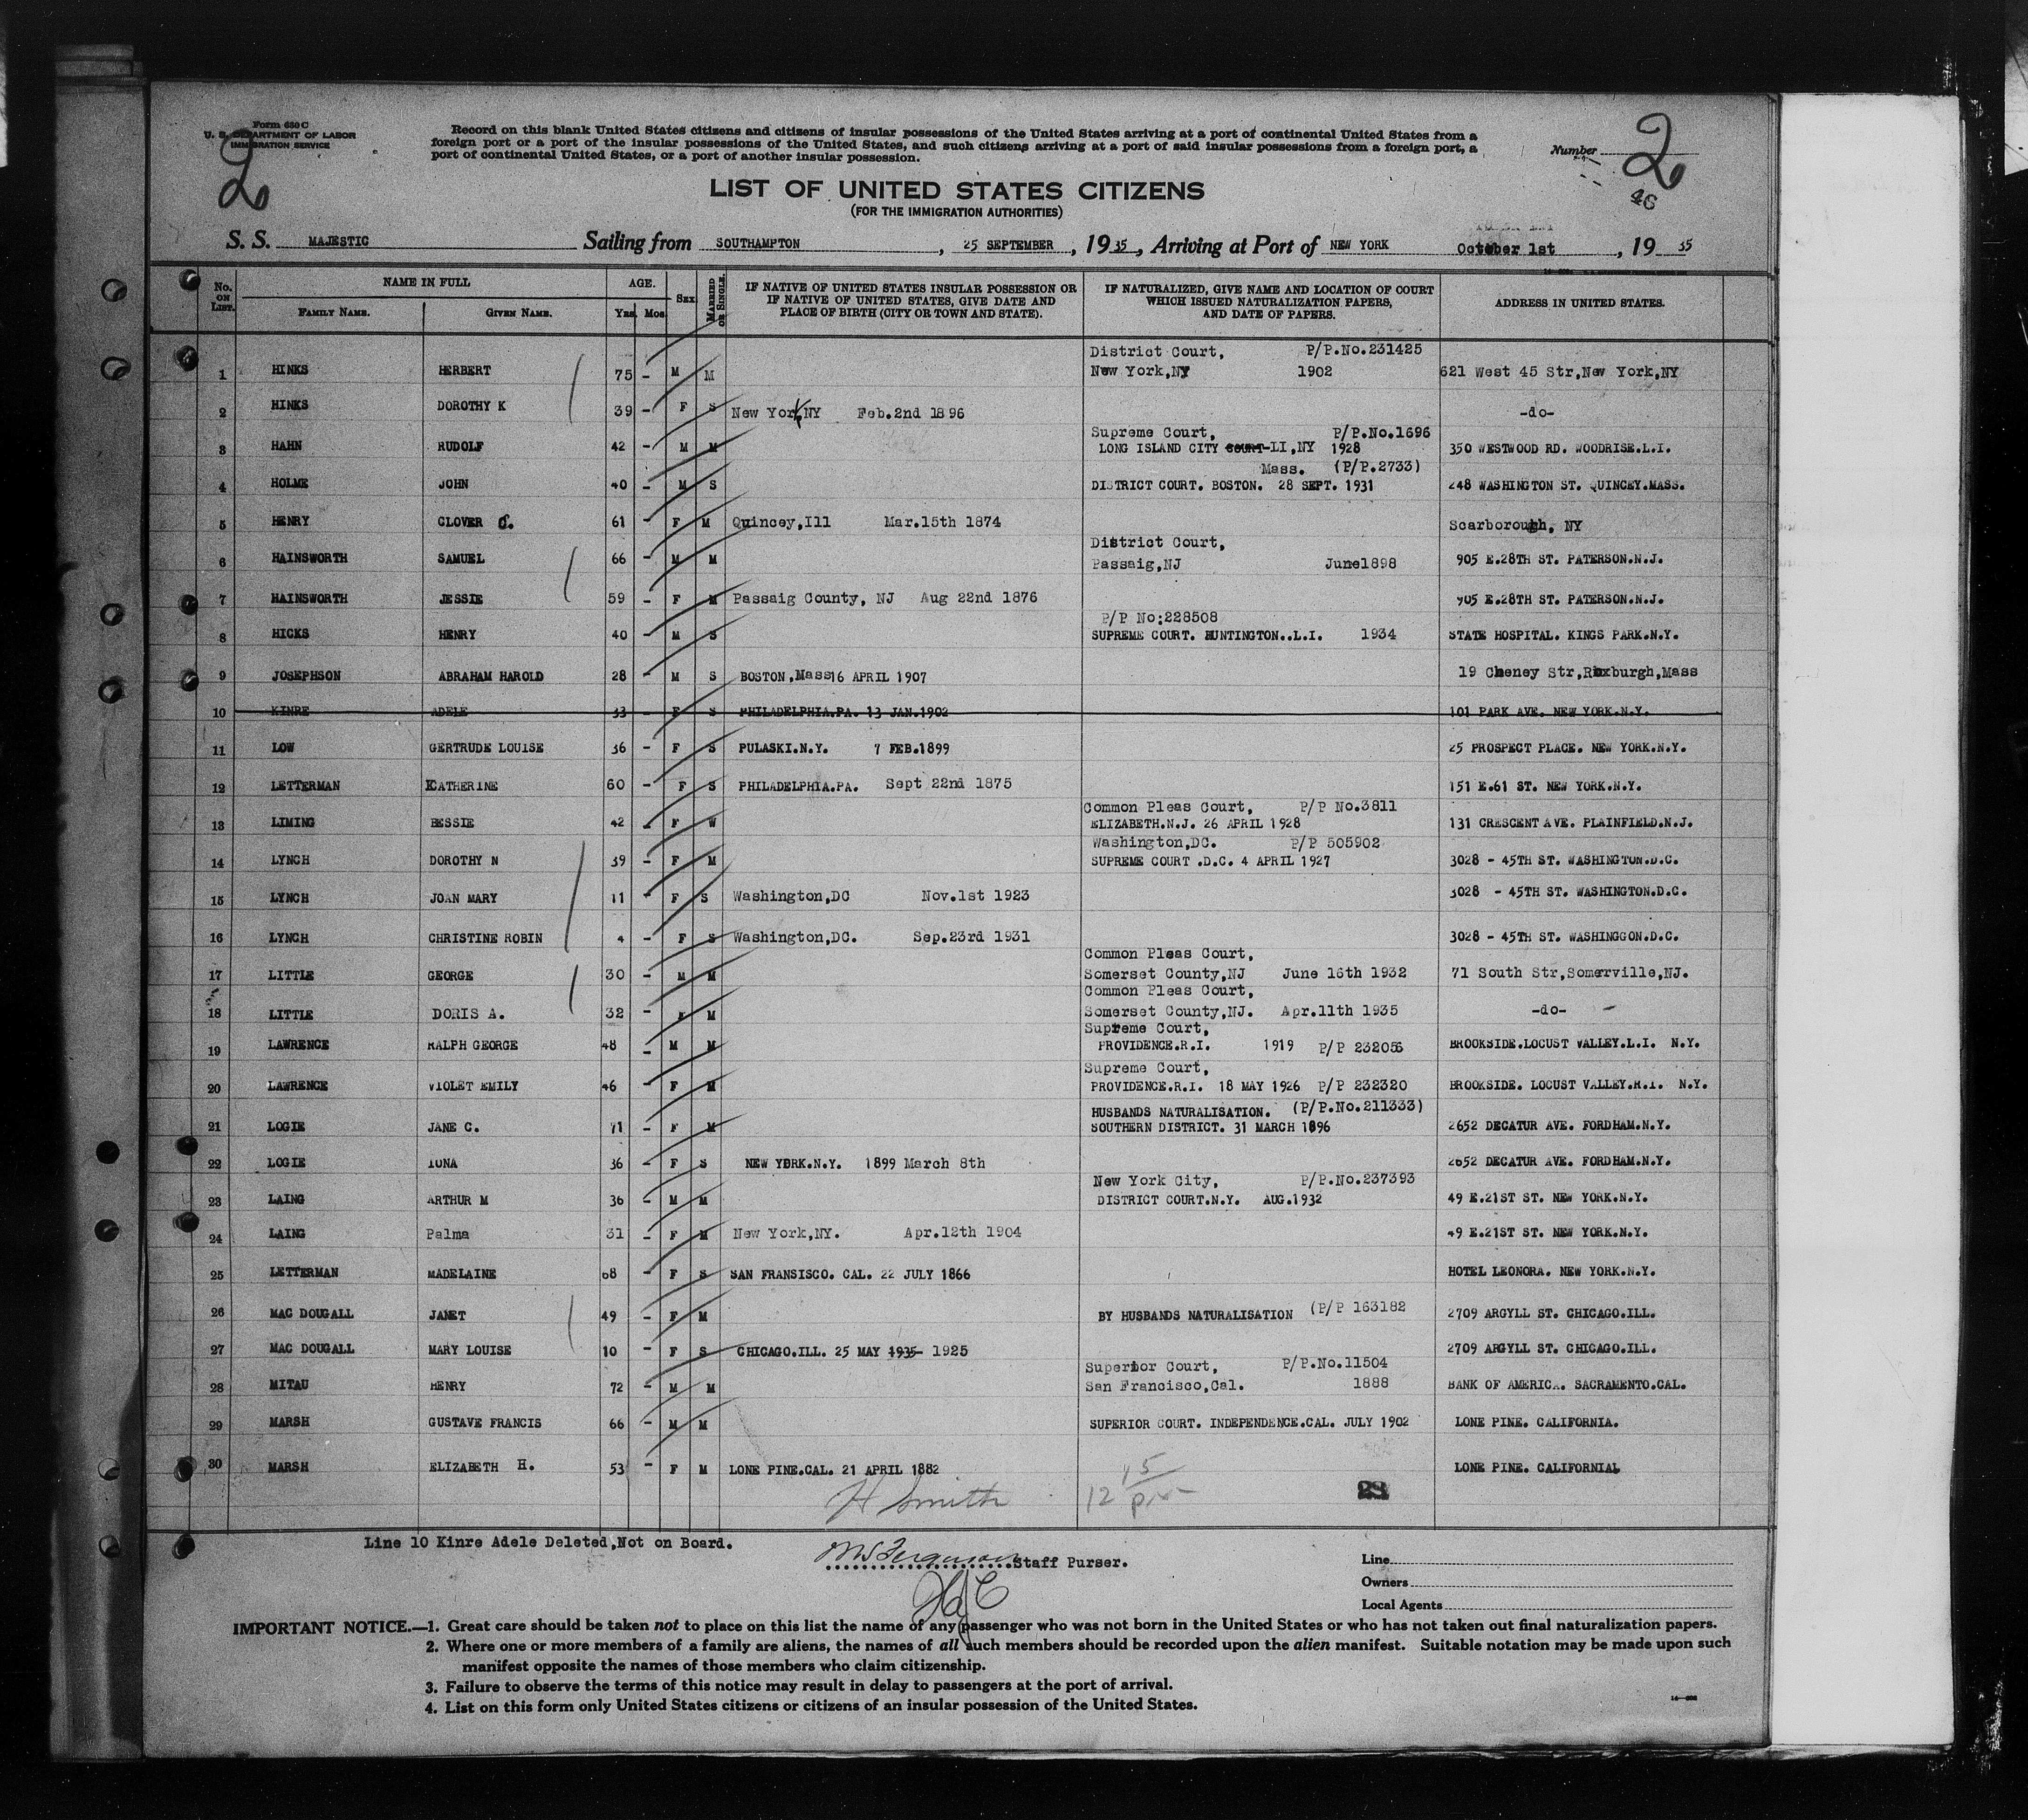 Form 630 C
U. S. DEPARTMENT OF LABOR
IMMIGRATION SERVICE
2
Record on this blank United States citizens and citizens of insular possessions of the United States arriving at a port of continental United States from a
foreign port or a port of the insular possessions of the United States, and such citizens arriving at a port of said insular possessions from a foreign port, a
port of continental United States, or a port of another insular possession.
Number 2
46
LIST OF UNITED STATES CITIZENS
(FOR THE IMMIGRATION AUTHORITIES)
S. S. MAJESTIC Sailing from SOUTHAMPTON, 25 SEPTEMBER, 1935, Arriving at Port of NEW YORK October 1st, 19 35
No. ON LIST. NAME IN FULL AGE. SEX. MARRIED OR SINGLE. IF NATIVE OF UNITED STATES INSULAR POSSESSION OR IF NATIVE OF UNITED STATES, GIVE DATE AND PLACE OF BIRTH (CITY OR TOWN AND STATE). IF NATURALIZED, GIVE NAME AND LOCATION OF COURT WHICH ISSUED NATURALIZATION PAPERS, AND DATE OF PAPERS. ADDRESS IN UNITED STATES.
FAMILY NAME. GIVEN NAME. Yrs. Mos.
District Court, P/P.No.231425
1 HINKS HERBERT 75 - M M New York,NY 1902 621 West 45 Str,New York,NY
2 HINKS DOROTHY K 39 - F S New York,NY Feb.2nd 1896 -do-
Supreme Court, P/P.No.1696
3 HAHN RUDOLF 42 - M M LONG ISLAND CITY COURT-LI,NY 1928 350 WESTWOOD RD. WOODRISE.L.I.
Mass. (P/P.2733)
4 HOLME JOHN 40 - M S DISTRICT COURT. BOSTON. 28 SEPT. 1931 248 WASHINGTON ST. QUINCEY.MASS.
5 HENRY CLOVER C. 61 - F M Quincey,Ill Mar.15th 1874 Scarborough, NY
District Court,
6 HAINSWORTH SAMUEL 66 - M M Passaig,NJ June1898 905 E.28TH ST. PATERSON.N.J.
7 HAINSWORTH JESSIE 59 - F M Passaig County, NJ Aug 22nd 1876 905 E.28TH ST. PATERSON.N.J.
P/P No:228508
8 HICKS HENRY 40 - M S SUPREME COURT. HUNTINGTON..L.I. 1934 STATE HOSPITAL. KINGS PARK.N.Y.
9 JOSEPHSON ABRAHAM HAROLD 28 - M S BOSTON,Mass16 APRIL 1907 19 Cheney Str,Roxburgh,Mass
10 KINRE ADELE 33 - F S PHILADELPHIA.PA. 13 JAN.1902 101 PARK AVE. NEW YORK.N.Y.
11 LOW GERTRUDE LOUISE 36 - F S PULASKI.N.Y. 7 FEB.1899 25 PROSPECT PLACE. NEW YORK.N.Y.
12 LETTERMAN KATHERINE 60 - F S PHILADELPHIA.PA. Sept 22nd 1875 151 E.61 ST. NEW YORK.N.Y.
Common Pleas Court, P/P No.3811
13 LIMING BESSIE 42 - F W ELIZABETH.N.J. 26 APRIL 1928 131 CRESCENT AVE. PLAINFIELD.N.J.
Washington,DC. P/P 505902
14 LYNCH DOROTHY N 39 - F M SUPREME COURT .D.C. 4 APRIL 1927 3028 - 45TH ST. WASHINGTON.D.C.
15 LYNCH JOAN MARY 11 - F S Washington,DC Nov.1st 1923 3028 - 45TH ST. WASHINGTON.D.C.
16 LYNCH CHRISTINE ROBIN 4 - F S Washington,DC. Sep.23rd 1931 3028 - 45TH ST. WASHINGGON.D.C.
Common Pleas Court,
17 LITTLE GEORGE 30 - M M Somerset County,NJ June 16th 1932 71 South Str,Somerville,NJ.
Common Pleas Court,
18 LITTLE DORIS A. 32 - F M Somerset County,NJ. Apr.11th 1935 -do- -
Supreme Court,
19 LAWRENCE RALPH GEORGE 48 - M M PROVIDENCE.R.I. 1919 P/P 232056 BROOKSIDE.LOCUST VALLEY.L.I. N.Y.
Supreme Court,
20 LAWRENCE VIOLET EMILY 46 - F M PROVIDENCE.R.I. 18 MAY 1926 P/P 232320 BROOKSIDE. LOCUST VALLEY.R.I. N.Y.
HUSBANDS NATURALISATION. (P/P.No.211333)
21 LOGIE JANE C. 71 - F M SOUTHERN DISTRICT. 31 MARCH 1896 2652 DECATUR AVE. FORDHAM.N.Y.
22 LOGIE IONA 36 - F S NEW YORK.N.Y. 1899 March 8th 2652 DECATUR AVE. FORDHAM.N.Y.
New York City, P/P.No.237393
23 LAING ARTHUR M 36 - M M DISTRICT COURT.N.Y. AUG.1932 49 E.21ST ST. NEW YORK.N.Y.
24 LAING Palma 31 - F M New York,NY. Apr.12th 1904 49 E.21ST ST. NEW YORK.N.Y.
25 LETTERMAN MADELAINE 68 - F S SAN FRANSISCO. CAL. 22 JULY 1866 HOTEL LEONORA. NEW YORK.N.Y.
26 MAC DOUGALL JANET 49 - F M BY HUSBANDS NATURALISATION (P/P 163182 2709 ARGYLL ST. CHICAGO.ILL.
27 MAC DOUGALL MARY LOUISE 10 - F S CHICAGO.ILL. 25 MAY 1935- 1925 2709 ARGYLL ST. CHICAGO.ILL.
Superior Court, P/P.No.11504
28 MITAU HENRY 72 - M M San Francisco,Cal. 1888 BANK OF AMERICA. SACRAMENTO.CAL.
29 MARSH GUSTAVE FRANCIS 66 - M M SUPERIOR COURT. INDEPENDENCE.CAL. JULY 1902 LONE PINE. CALIFORNIA.
30 MARSH ELIZABETH H. 53 - F M LONE PINE.CAL. 21 APRIL 1882 LONE PINE. CALIFORNIA
H Smith 12 15
Line 10 Kinre Adele Deleted,Not on Board.
Staff Purser.
Line
Owners
Local Agents
IMPORTANT NOTICE.—1. Great care should be taken not to place on this list the name of any passenger who was not born in the United States or who has not taken out final naturalization papers.
2. Where one or more members of a family are aliens, the names of all such members should be recorded upon the alien manifest. Suitable notation may be made upon such
manifest opposite the names of those members who claim citizenship.
3. Failure to observe the terms of this notice may result in delay to passengers at the port of arrival.
4. List on this form only United States citizens or citizens of an insular possession of the United States.